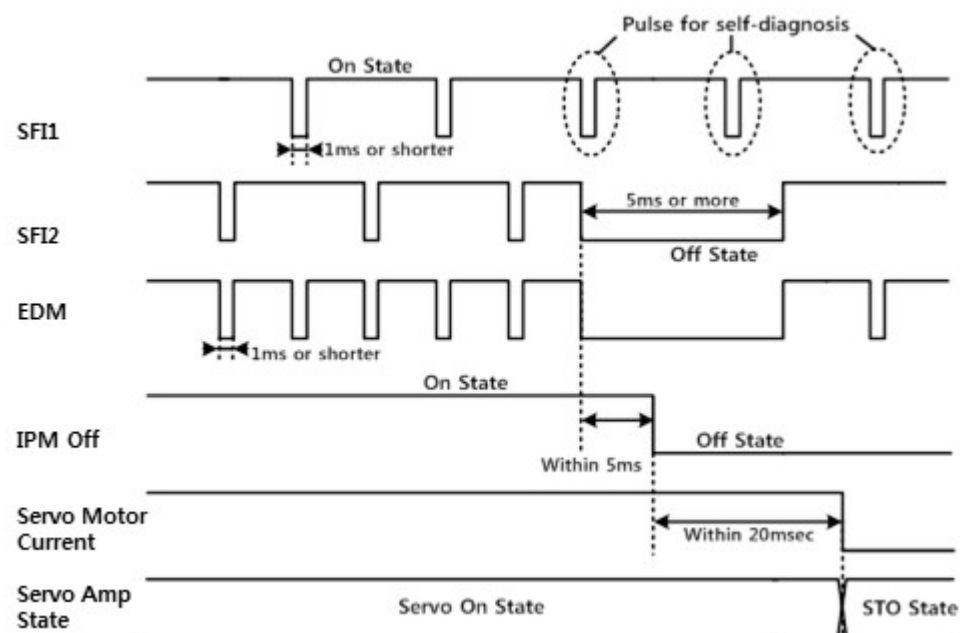 Pulse for self-diagnosis
On State
SFI1
1ms or shorter
5ms or more
SFI2
Off State
EDM
1ms or shorter
On State
IPM Off
Off State
Within 5ms
Servo Motor
Current
Within 20msec
Servo Amp
State
Servo On State
STO State